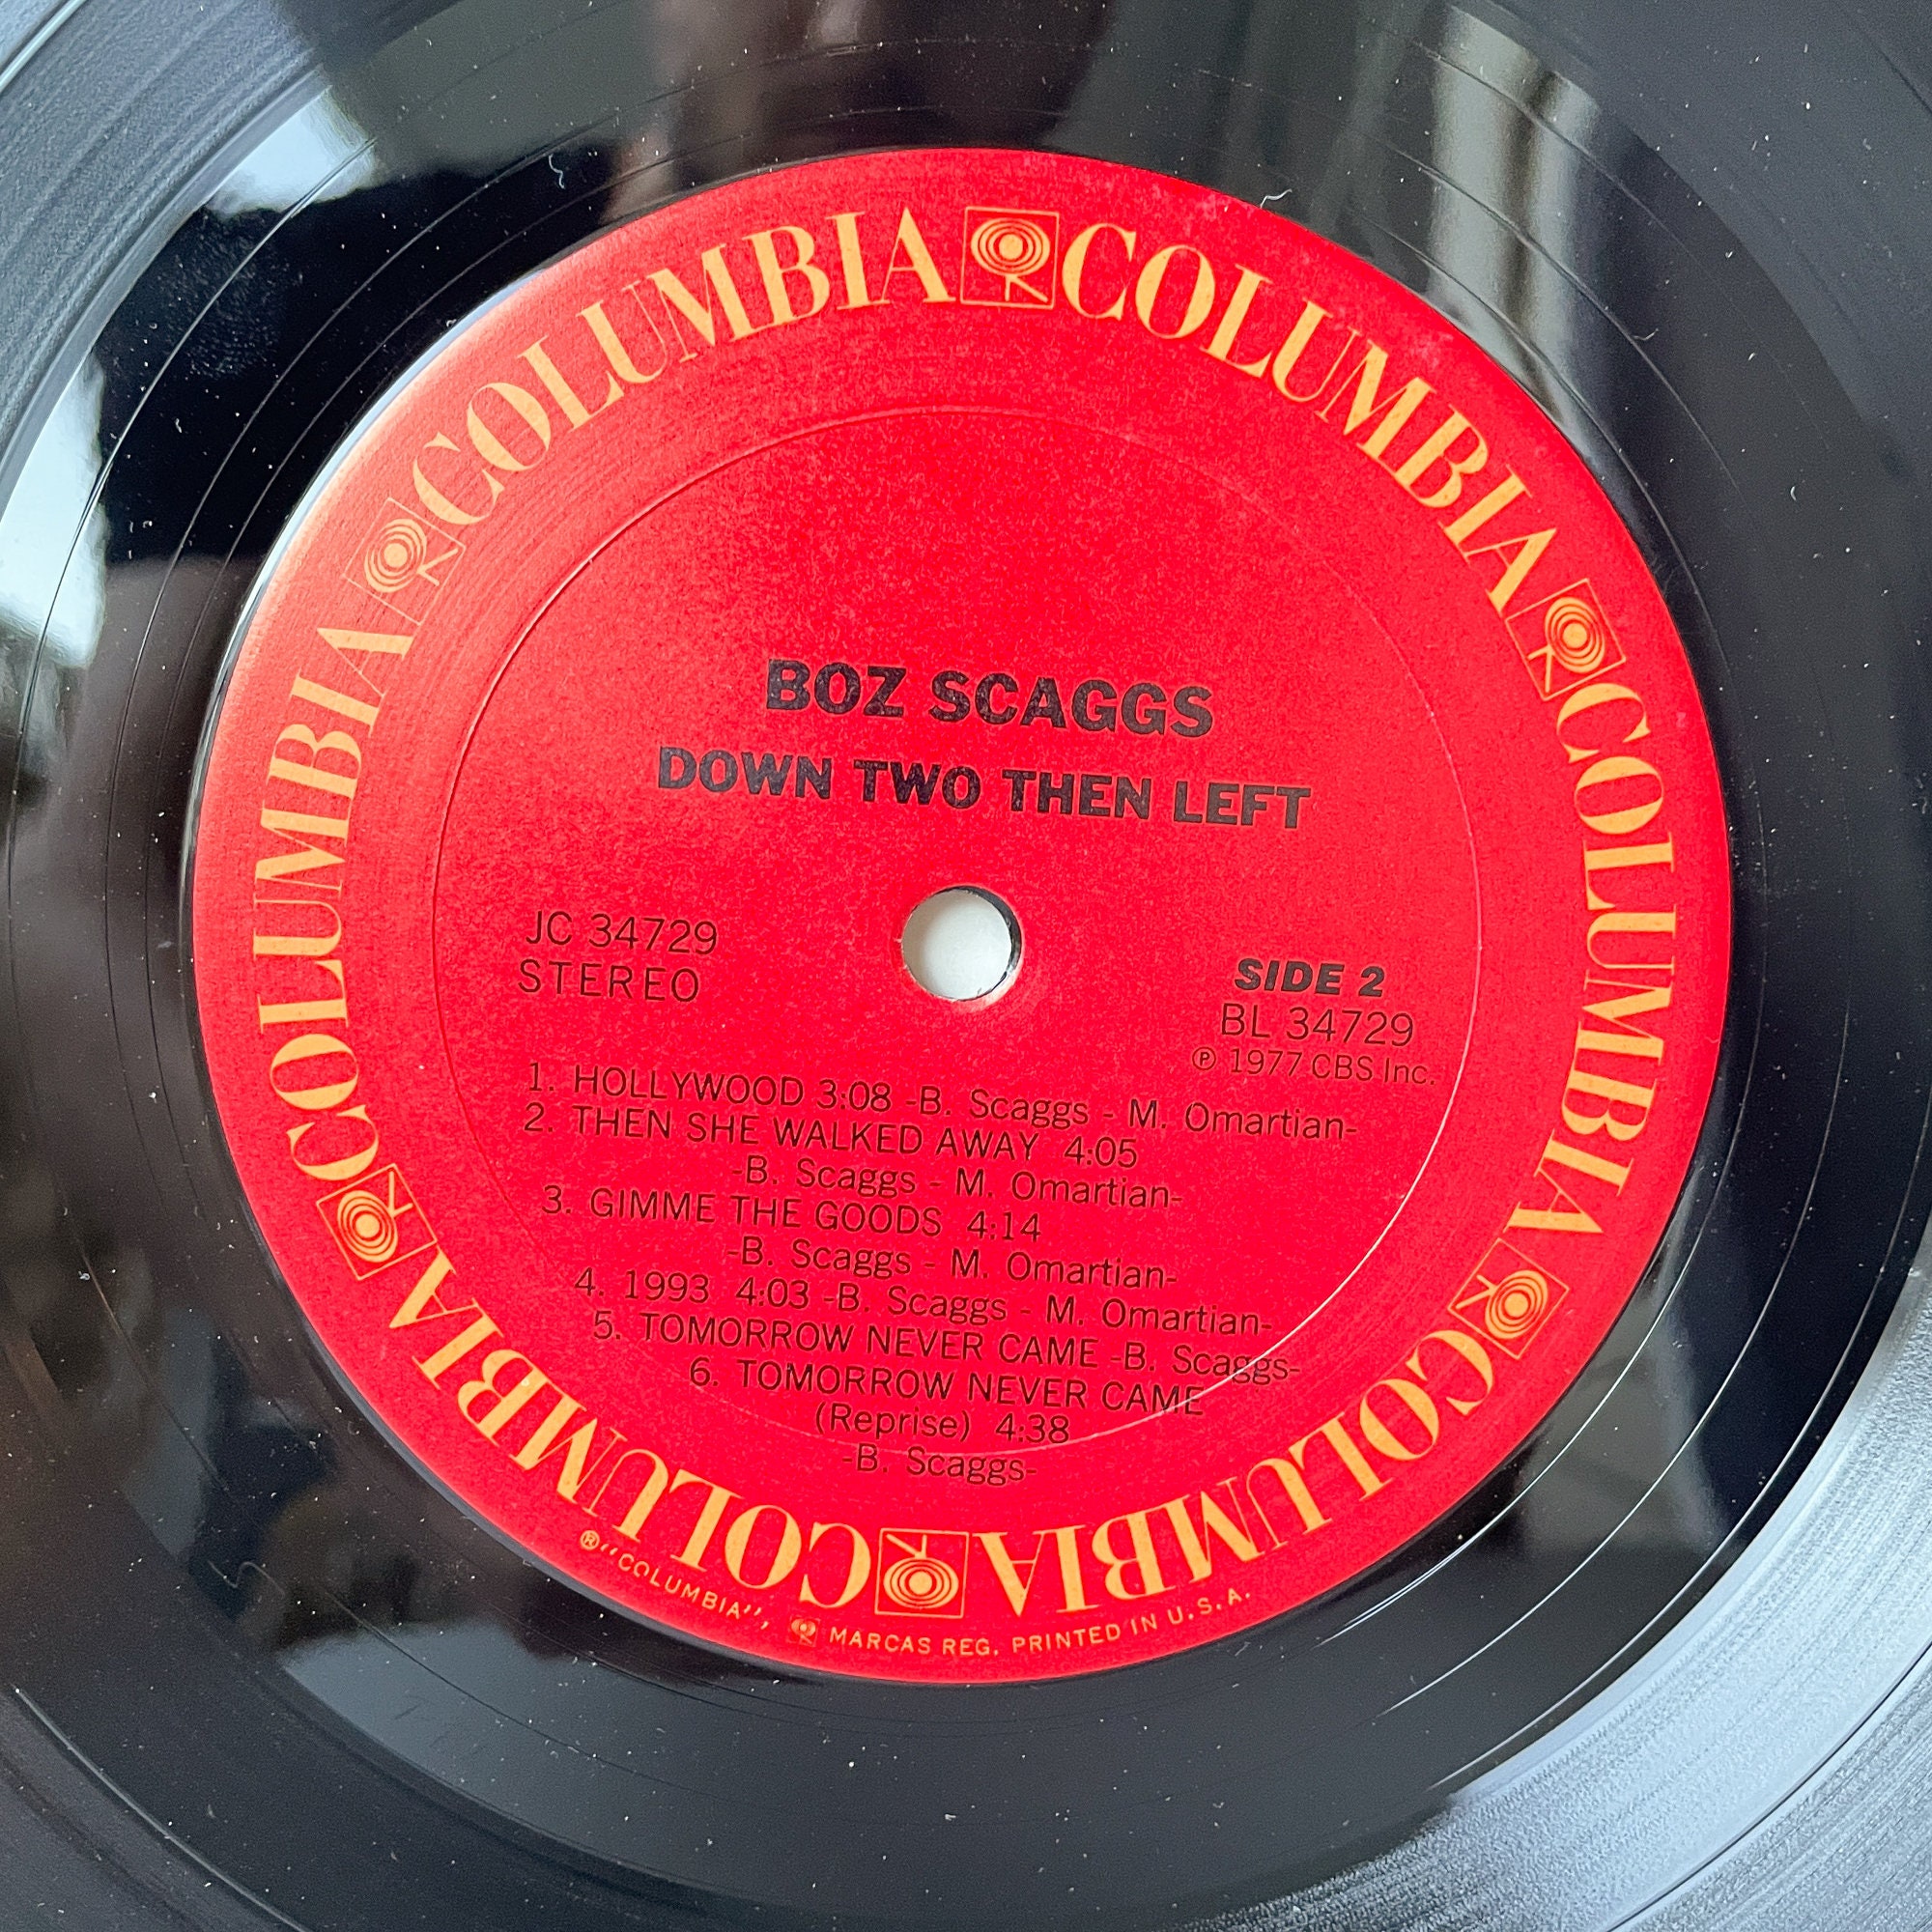 COLUMBIA COLUMBIA COLUMBIA COLUMBIA COLUMBIA COLUMBIA
BOZ SCAGGS
DOWN TWO THEN LEFT
JC 34729
STEREO
SIDE 2
BL 34729
Ⓟ 1977 CBS Inc.
1. HOLLYWOOD 3:08 -B. Scaggs - M. Omartian-
2. THEN SHE WALKED AWAY 4:05
-B. Scaggs - M. Omartian-
3. GIMME THE GOODS 4:14
-B. Scaggs - M. Omartian-
4. 1993 4:03 -B. Scaggs - M. Omartian-
5. TOMORROW NEVER CAME -B. Scaggs-
6. TOMORROW NEVER CAME
(Reprise) 4:38
-B. Scaggs-
® "COLUMBIA", MARCAS REG. PRINTED IN U.S.A.